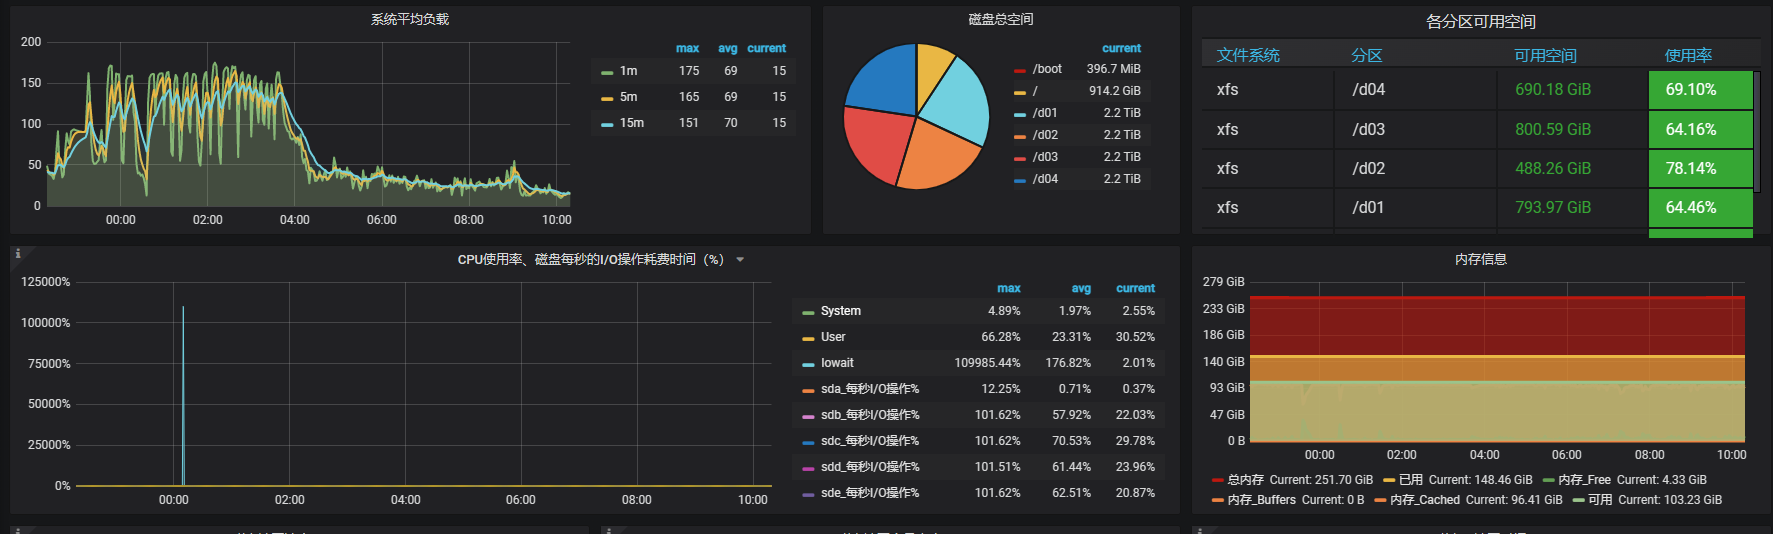 系统平均负载
200
150
100
50
0
00:00 02:00 04:00 06:00 08:00 10:00
max avg current
1m 175 69 15
5m 165 69 15
15m 151 70 15
磁盘总空间
current
/boot 396.7 MiB
/ 914.2 GiB
/d01 2.2 TiB
/d02 2.2 TiB
/d03 2.2 TiB
/d04 2.2 TiB
各分区可用空间
文件系统 分区 可用空间 使用率
xfs /d04 690.18 GiB 69.10%
xfs /d03 800.59 GiB 64.16%
xfs /d02 488.26 GiB 78.14%
xfs /d01 793.97 GiB 64.46%
CPU使用率、磁盘每秒的I/O操作耗费时间（%）
125000%
100000%
75000%
50000%
25000%
0%
00:00 02:00 04:00 06:00 08:00 10:00
max avg current
System 4.89% 1.97% 2.55%
User 66.28% 23.31% 30.52%
Iowait 109985.44% 176.82% 2.01%
sda_每秒I/O操作% 12.25% 0.71% 0.37%
sdb_每秒I/O操作% 101.62% 57.92% 22.03%
sdc_每秒I/O操作% 101.62% 70.53% 29.78%
sdd_每秒I/O操作% 101.51% 61.44% 23.96%
sde_每秒I/O操作% 101.62% 62.51% 20.87%
内存信息
279 GiB
233 GiB
186 GiB
140 GiB
93 GiB
47 GiB
0 B
00:00 02:00 04:00 06:00 08:00 10:00
总内存 Current: 251.70 GiB 已用 Current: 148.46 GiB 内存_Free Current: 4.33 GiB
内存_Buffers Current: 0 B 内存_Cached Current: 96.41 GiB 可用 Current: 103.23 GiB